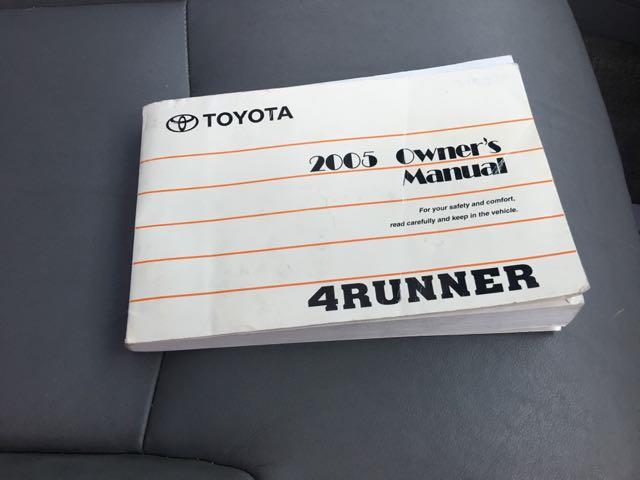 TOYOTA
2005 Owner's
Manual
For your safety and comfort,
read carefully and keep in the vehicle.
4RUNNER